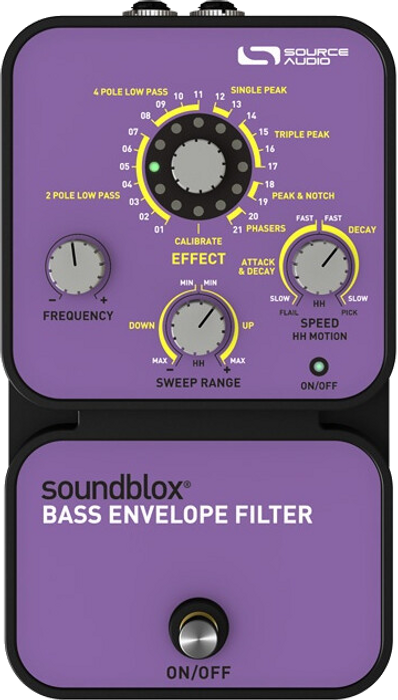 SOURCE
AUDIO
4 POLE LOW PASS
SINGLE PEAK
11
10
12
09
13
08
14
07
15
TRIPLE PEAK
06
16
05
17
04
18
03
19
PEAK & NOTCH
2 POLE LOW PASS
02
20
01
21
PHASERS
CALIBRATE
EFFECT
FAST
FAST
DECAY
ATTACK
& DECAY
SLOW
SLOW
FLAIL
HH
PICK
SPEED
HH MOTION
- +
FREQUENCY
MIN
MIN
DOWN
UP
MAX
HH
MAX
- +
SWEEP RANGE
ON/OFF
soundblox®
BASS ENVELOPE FILTER
ON/OFF